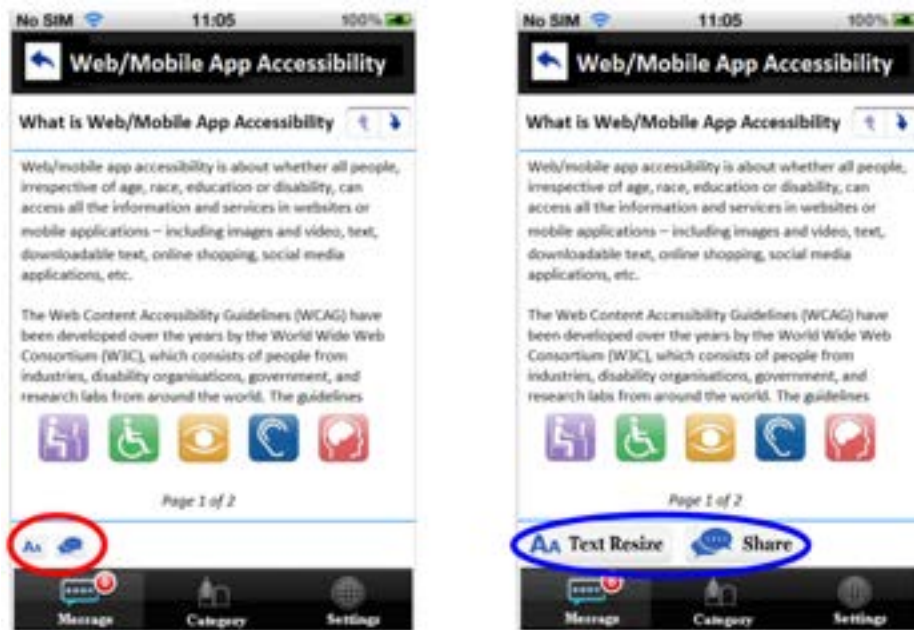 No SIM 11:05 100%
Web/Mobile App Accessibility
What is Web/Mobile App Accessibility
Web/mobile app accessibility is about whether all people,
irrespective of age, race, education or disability, can
access all the information and services in websites or
mobile applications – including images and video, text,
downloadable text, online shopping, social media
applications, etc.
The Web Content Accessibility Guidelines (WCAG) have
been developed over the years by the World Wide Web
Consortium (W3C), which consists of people from
industries, disability organisations, government, and
research labs from around the world. The guidelines
Page 1 of 2
AA
Message Category Settings
No SIM 11:05 100%
Web/Mobile App Accessibility
What is Web/Mobile App Accessibility
Web/mobile app accessibility is about whether all people,
irrespective of age, race, education or disability, can
access all the information and services in websites or
mobile applications – including images and video, text,
downloadable text, online shopping, social media
applications, etc.
The Web Content Accessibility Guidelines (WCAG) have
been developed over the years by the World Wide Web
Consortium (W3C), which consists of people from
industries, disability organisations, government, and
research labs from around the world. The guidelines
Page 1 of 2
AA Text Resize Share
Message Category Settings